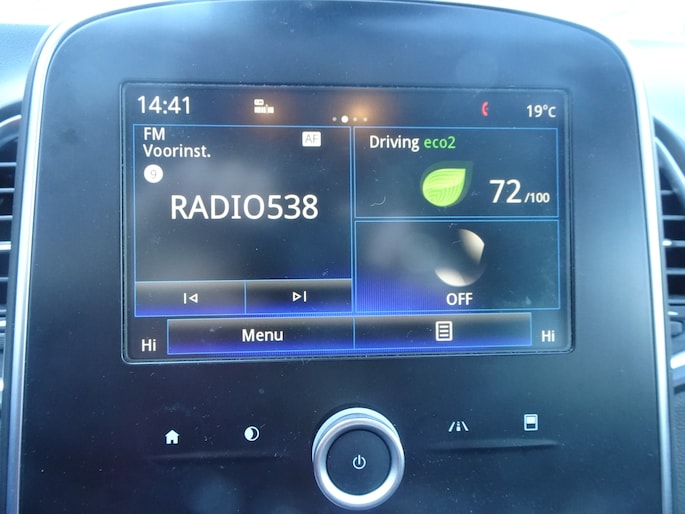 14:41
19°C
FM
AF
Voorinst.
9
RADIO538
Driving eco2
72/100
OFF
Hi
Menu
Hi